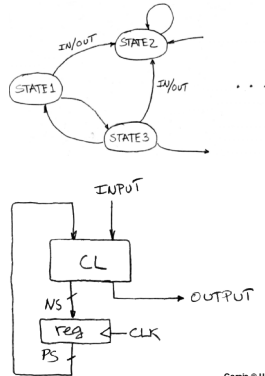 IN/OUT
STATE2
STATE1
IN/OUT
STATE3
INPUT
CL
NS
OUTPUT
reg
CLK
PS